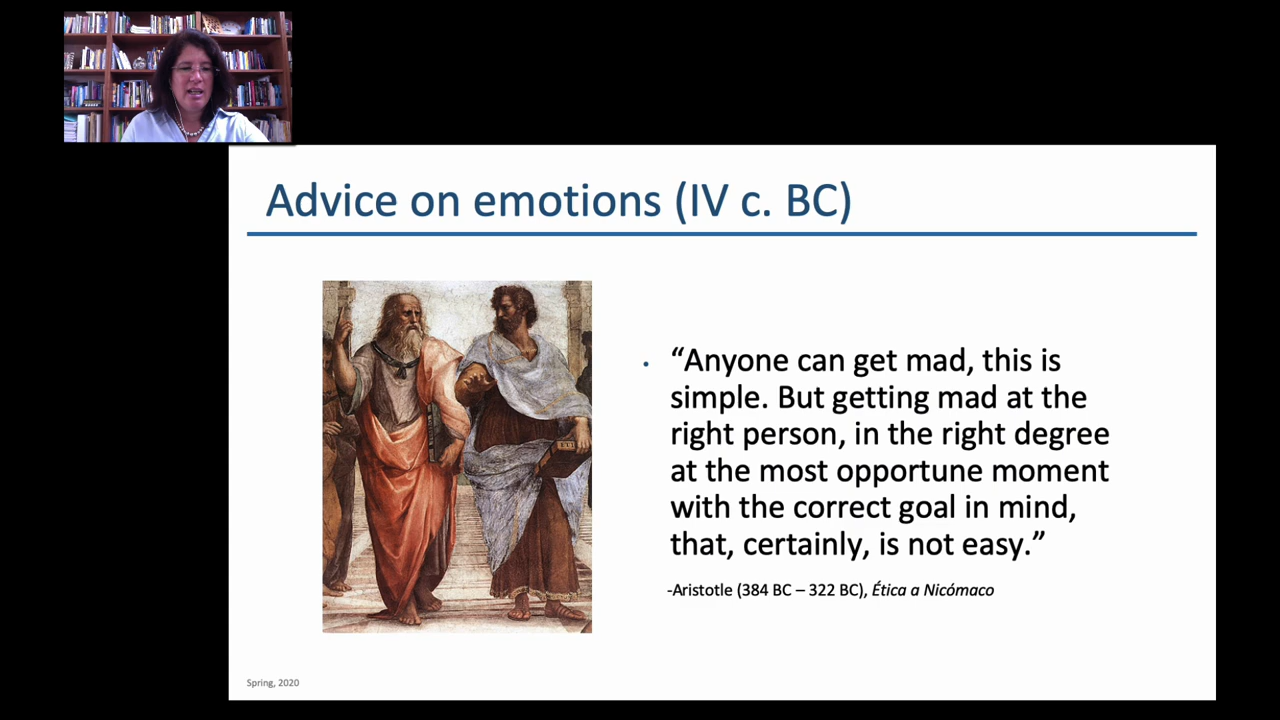 Advice on emotions (IV c. BC)
“Anyone can get mad, this is
simple. But getting mad at the
right person, in the right degree
at the most opportune moment
with the correct goal in mind,
that, certainly, is not easy.”
-Aristotle (384 BC – 322 BC), Ética a Nicómaco
Spring, 2020